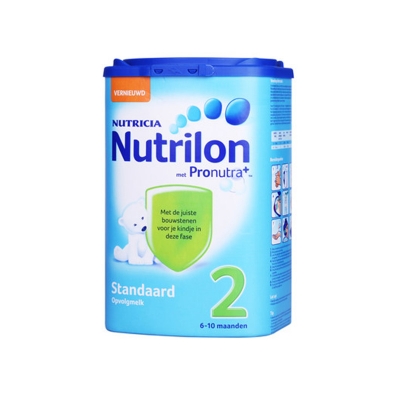 VERNIEUWD
NUTRICIA
Nutrilon
met Pronutra+
Met de juiste
bouwstenen
voor je kindje in
deze fase
Standaard
Opvolgmelk
2
6-10 maanden